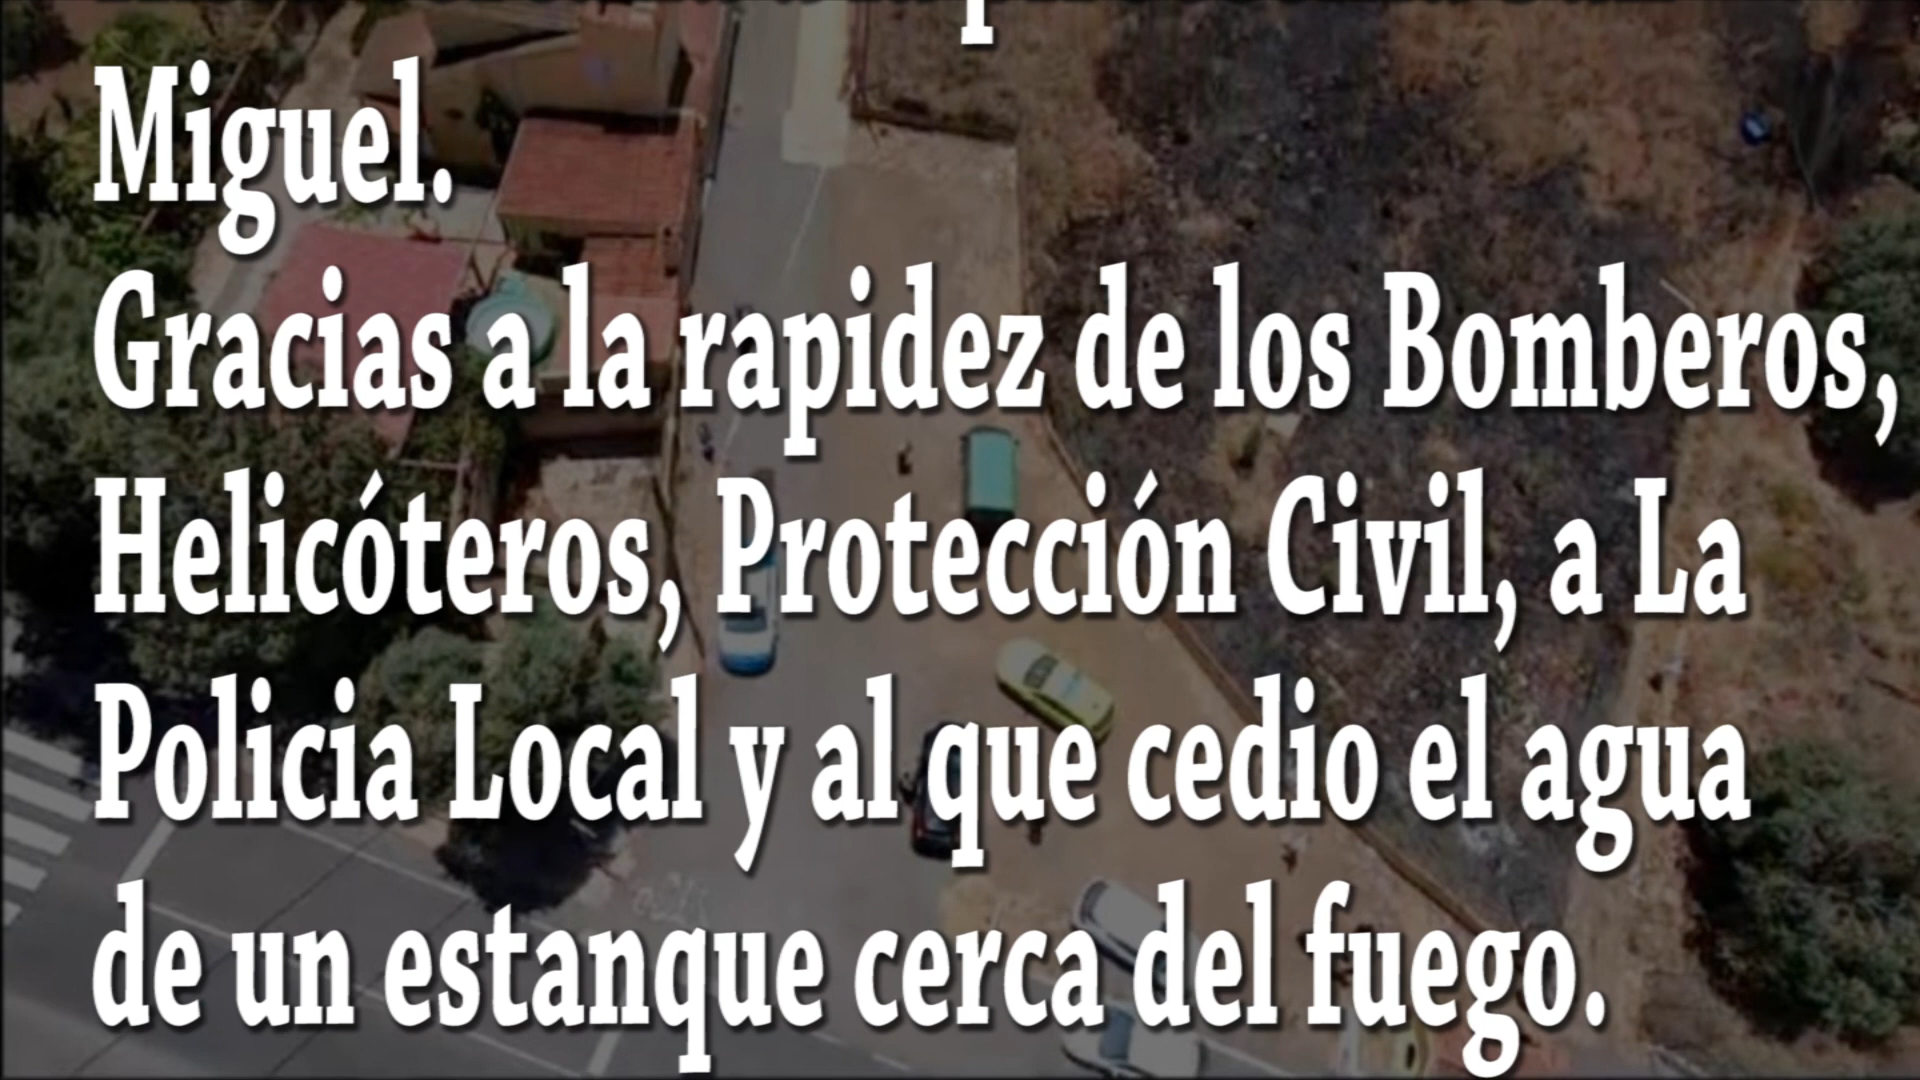 Miguel.
Gracias a la rapidez de los Bomberos,
Helicóteros, Protección Civil, a La
Policia Local y al que cedio el agua
de un estanque cerca del fuego.